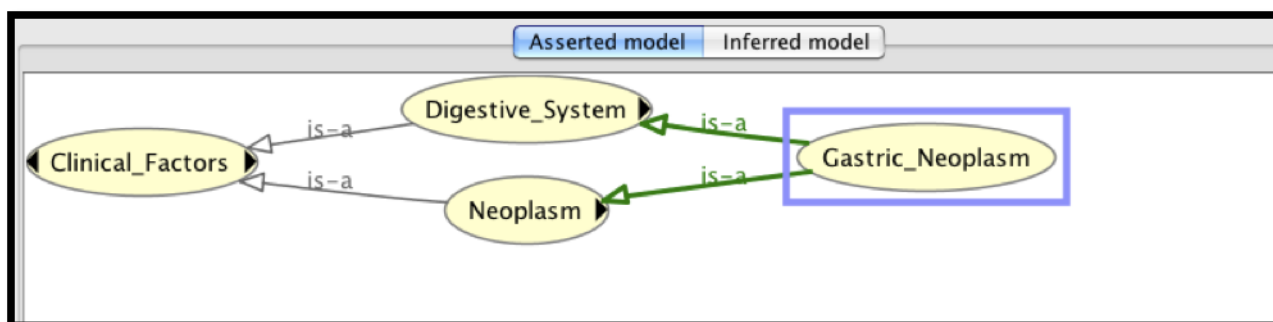 Asserted model Inferred model
Digestive_System
is-a
is-a
Clinical_Factors
Gastric_Neoplasm
is-a
is-a
Neoplasm